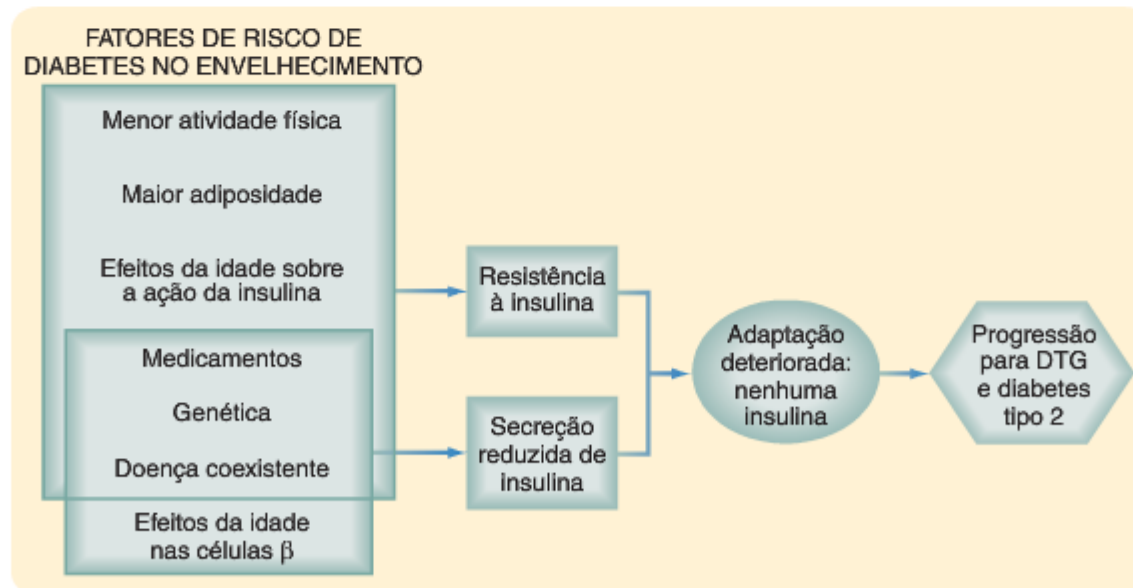 FATORES DE RISCO DE
DIABETES NO ENVELHECIMENTO
Menor atividade física
Maior adiposidade
Efeitos da idade sobre
a ação da insulina
Medicamentos
Genética
Doença coexistente
Efeitos da idade
nas células β
Resistência
à insulina
Secreção
reduzida de
insulina
Adaptação
deteriorada:
nenhuma
insulina
Progressão
para DTG
e diabetes
tipo 2